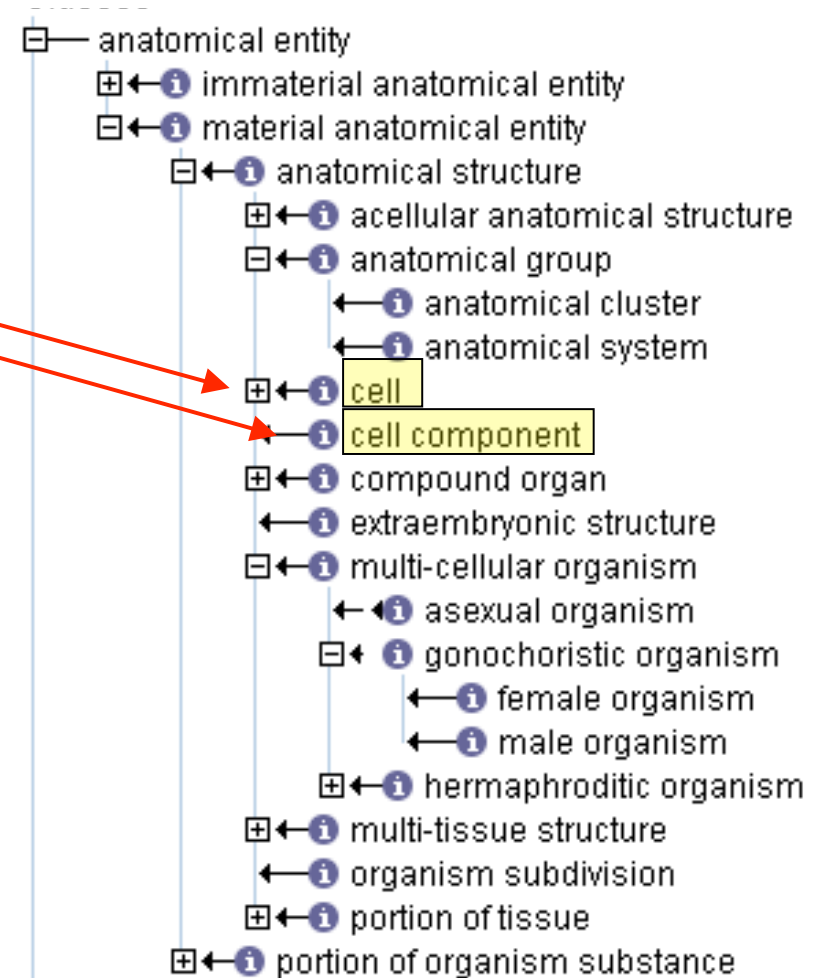 anatomical entity
immaterial anatomical entity
material anatomical entity
anatomical structure
acellular anatomical structure
anatomical group
anatomical cluster
anatomical system
cell
cell component
compound organ
extraembryonic structure
multi-cellular organism
asexual organism
gonochoristic organism
female organism
male organism
hermaphroditic organism
multi-tissue structure
organism subdivision
portion of tissue
portion of organism substance